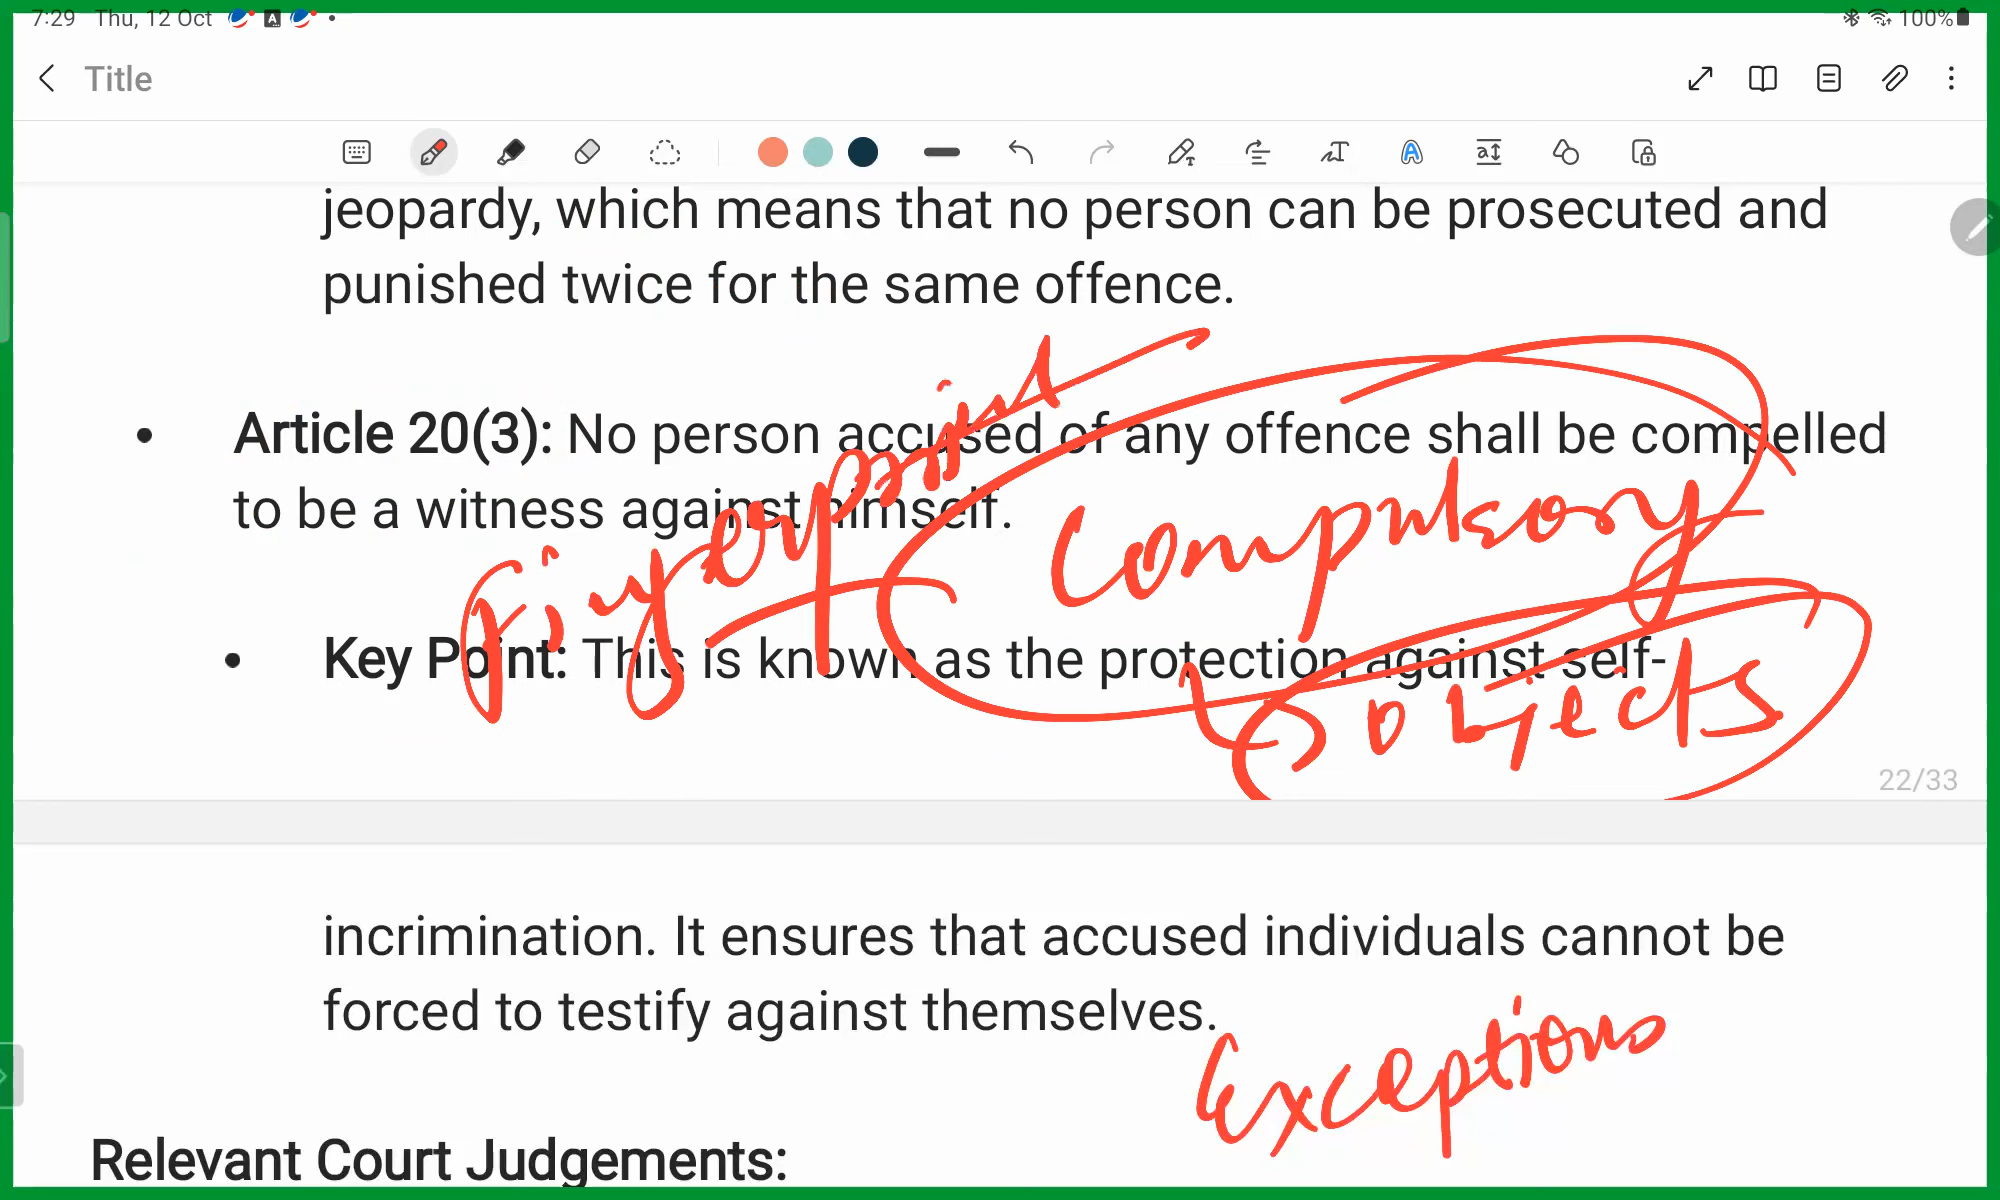 7:29 Thu, 12 Oct
100%
Title
jeopardy, which means that no person can be prosecuted and
punished twice for the same offence.
• Article 20(3): No person accused of any offence shall be compelled
to be a witness against himself.
Fingerprint
Compulsory
• Key Point: This is known as the protection against self-
objects
22/33
incrimination. It ensures that accused individuals cannot be
forced to testify against themselves.
Exceptions
Relevant Court Judgements: